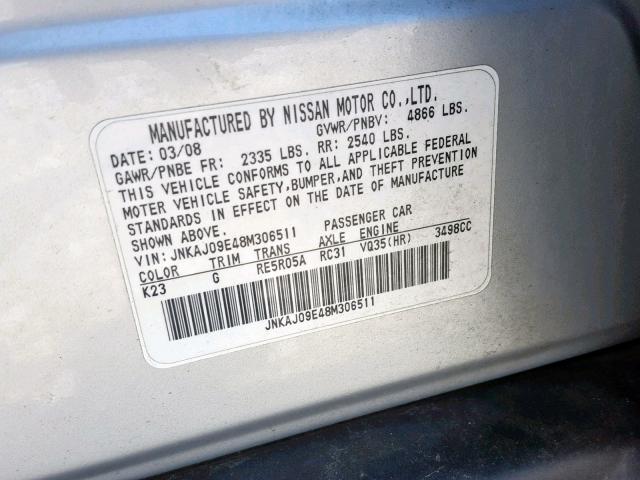 MANUFACTURED BY NISSAN MOTOR CO.,LTD.
DATE: 03/08 GVWR/PNBV: 4866 LBS.
GAWR/PNBE FR: 2335 LBS. RR: 2540 LBS.
THIS VEHICLE CONFORMS TO ALL APPLICABLE FEDERAL
MOTOR VEHICLE SAFETY,BUMPER,AND THEFT PREVENTION
STANDARDS IN EFFECT ON THE DATE OF MANUFACTURE
SHOWN ABOVE.
VIN: JNKAJ09E48M306511 PASSENGER CAR
COLOR TRIM TRANS AXLE ENGINE
K23 G RE5R05A RC31 VQ35(HR) 3498CC
JNKAJ09E48M306511